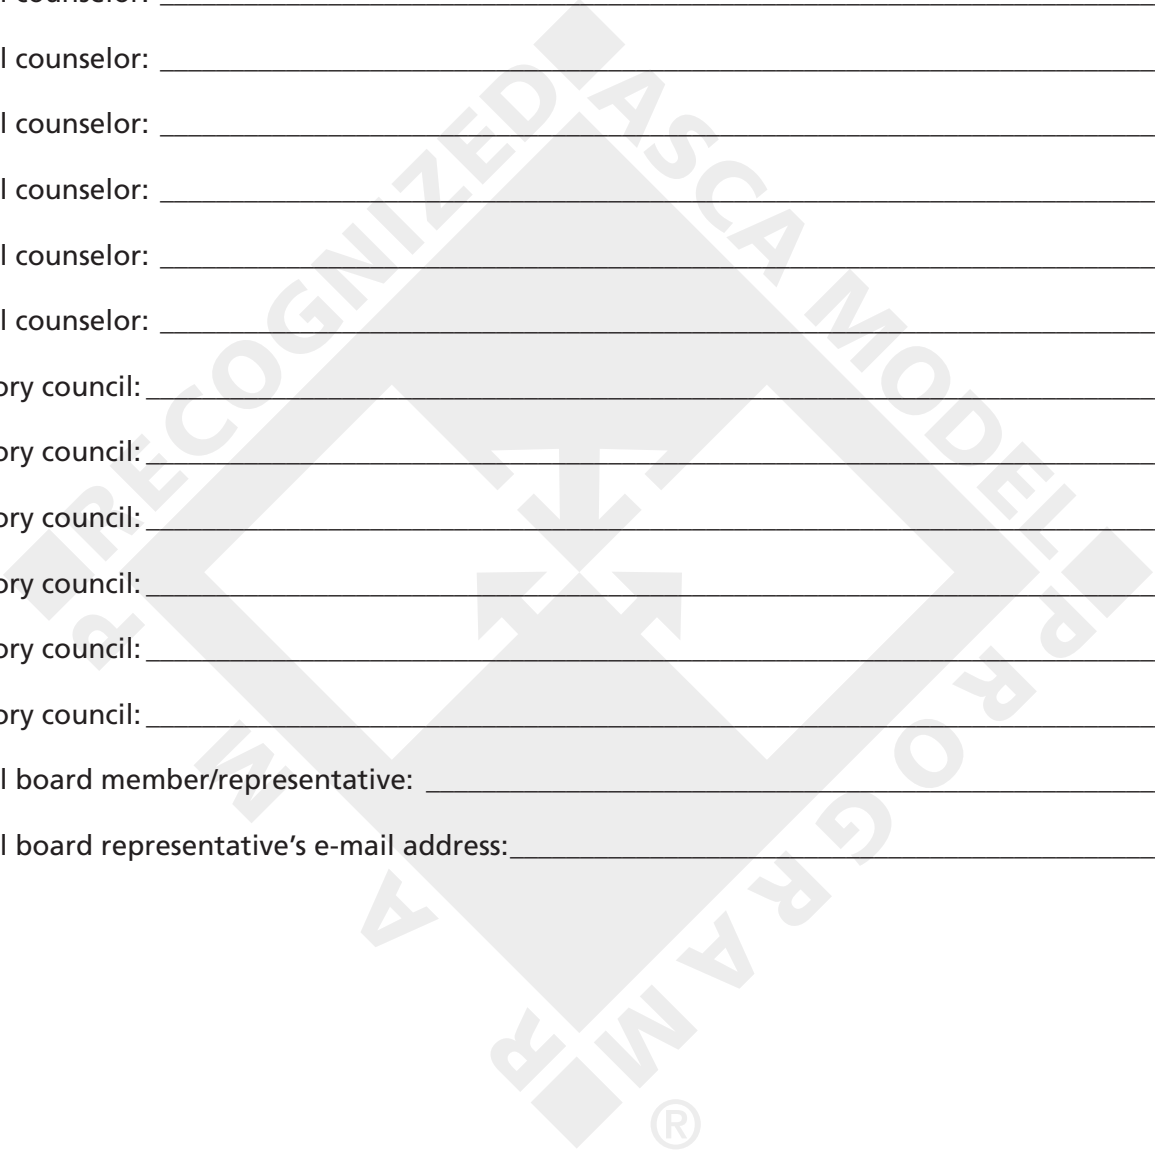 l counselor:
l counselor:
l counselor:
l counselor:
l counselor:
l counselor:
ory council:
ory council:
ory council:
ory council:
ory council:
ory council:
l board member/representative:
l board representative’s e-mail address:
RECOGNIZED ASCA MODEL PROGRAM
R A M P
®